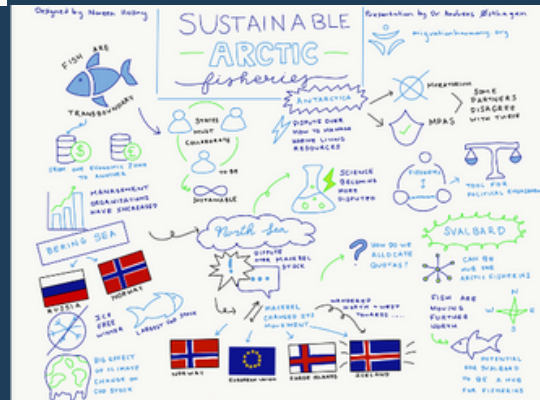 Designed by
SUSTAINABLE
ARCTIC
fisheries
Presentation by Dr Andreas Østhagen
FISH ARE
TRANSBOUNDARY
STATES
MUST
COLLABORATE
TO BE
SUSTAINABLE
ANTARCTICA
DISPUTE OVER
HOW TO MANAGE
MARINE LIVING
RESOURCES
MORATORIUM
MPAS
SOME
PARTNERS
DISAGREE
WITH THESE
FROM ONE ECONOMIC ZONE
TO ANOTHER
MANAGEMENT
ORGANISATIONS
HAVE INCREASED
SCIENCE
BECOMING
MORE
DISPUTED
TOOL FOR
POLITICAL
BERING SEA
RUSSIA
NORWAY
North Sea
DISPUTE
OVER MACKEREL
STOCK
HOW DO WE
ALLOCATE
QUOTAS?
SVALBARD
CAN BE
HUB FOR
ARCTIC FISHERIES
ICE
FREE
WINTER
LARGEST COD STOCK
MACKEREL
CHANGED ITS
MOVEMENT
WANDERED
NORTH + WEST
TOWARDS....
FISH ARE
MOVING
FURTHER
NORTH
N
W
E
S
BIG EFFECT
OF CLIMATE
CHANGE ON
COD STOCK
NORWAY
EUROPEAN UNION
FAROE ISLANDS
ICELAND
POTENTIAL
FOR SVALBARD
TO BE A HUB
FOR FISHERIES